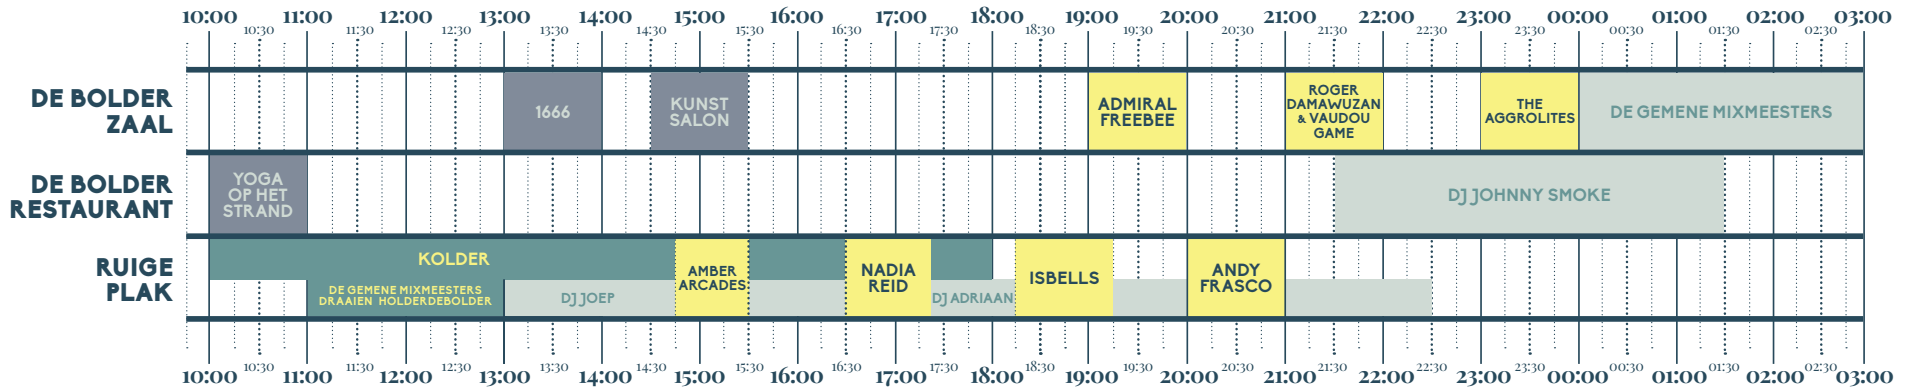 10:00 11:00 12:00 13:00 14:00 15:00 16:00 17:00 18:00 19:00 20:00 21:00 22:00 23:00 00:00 01:00 02:00 03:00
10:30 11:30 12:30 13:30 14:30 15:30 16:30 17:30 18:30 19:30 20:30 21:30 22:30 23:30 00:30 01:30 02:30
DE BOLDER
ZAAL
1666
KUNST
SALON
ADMIRAL
FREEBEE
ROGER
DAMAWUZAN
& VAUDOU
GAME
THE
AGGROLITES
DE GEMENE MIXMEESTERS
DE BOLDER
RESTAURANT
YOGA
OP HET
STRAND
DJ JOHNNY SMOKE
RUIGE
PLAK
KOLDER
DE GEMENE MIXMEESTERS
DRAAIEN HOLDERDEBOLDER
DJ JOEP
AMBER
ARCADES
NADIA
REID
DJ ADRIAAN
ISBELLS
ANDY
FRASCO
10:00 11:00 12:00 13:00 14:00 15:00 16:00 17:00 18:00 19:00 20:00 21:00 22:00 23:00 00:00 01:00 02:00 03:00
10:30 11:30 12:30 13:30 14:30 15:30 16:30 17:30 18:30 19:30 20:30 21:30 22:30 23:30 00:30 01:30 02:30